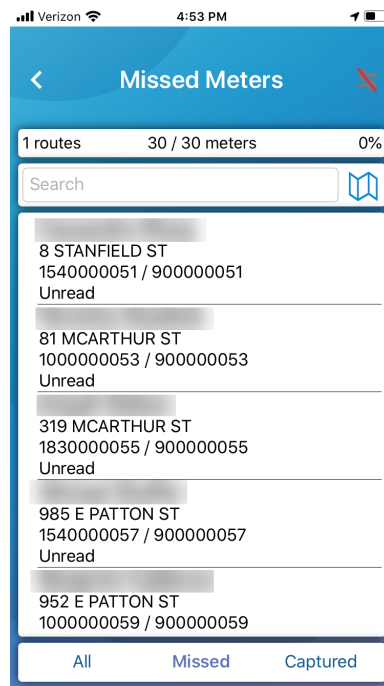 Verizon 4:53 PM
Missed Meters
1 routes 30 / 30 meters 0%
Search
8 STANFIELD ST
1540000051 / 900000051
Unread
81 MCARTHUR ST
1000000053 / 900000053
Unread
319 MCARTHUR ST
1830000055 / 900000055
Unread
985 E PATTON ST
1540000057 / 900000057
Unread
952 E PATTON ST
1000000059 / 900000059
All Missed Captured